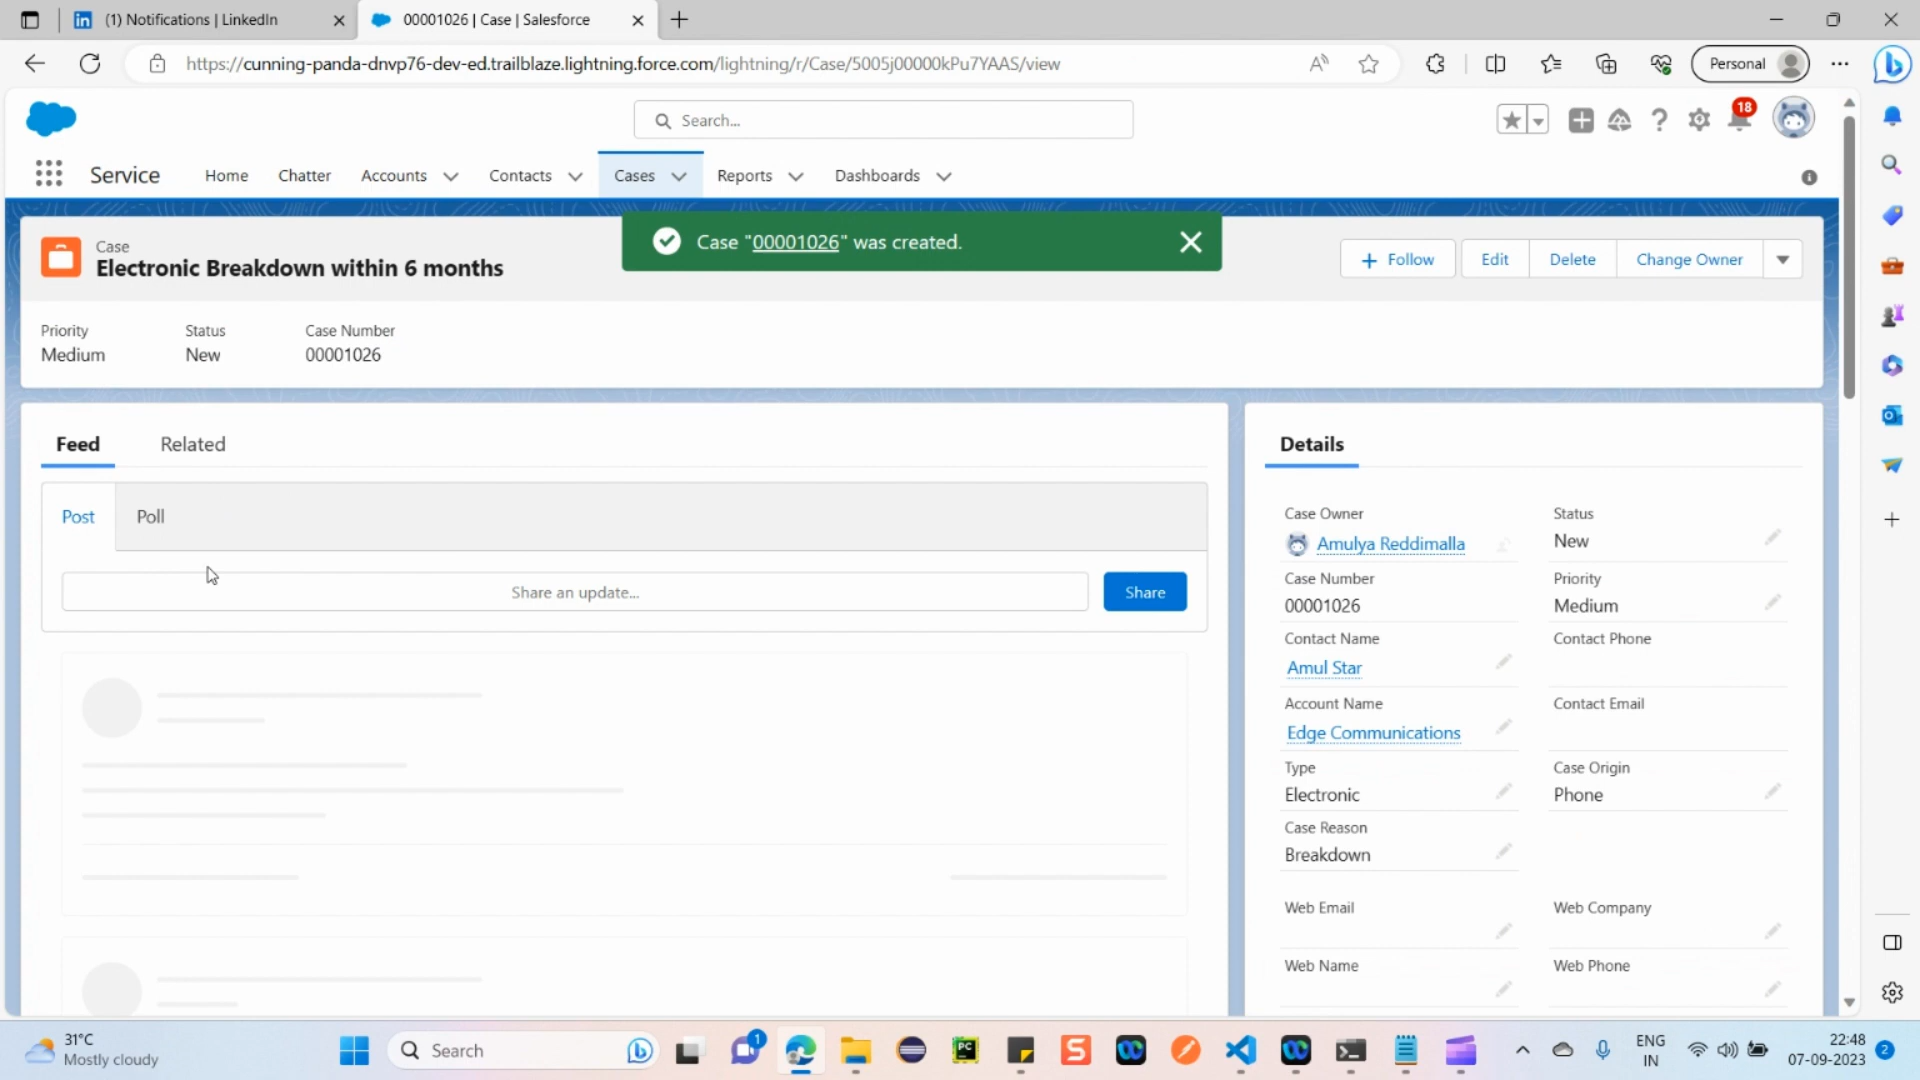 (1) Notifications | LinkedIn
00001026 | Case | Salesforce
https://cunning-panda-dnvp76-dev-ed.trailblaze.lightning.force.com/lightning/r/Case/5005j00000kPu7YAAS/view
Personal
Search...
18
Service
Home
Chatter
Accounts
Contacts
Cases
Reports
Dashboards
Case "00001026" was created.
Case
Electronic Breakdown within 6 months
Follow
Edit
Delete
Change Owner
Priority
Medium
Status
New
Case Number
00001026
Feed
Related
Post
Poll
Share an update...
Share
Details
Case Owner
Amulya Reddimalla
Status
New
Case Number
00001026
Priority
Medium
Contact Name
Amul Star
Contact Phone
Account Name
Edge Communications
Contact Email
Type
Electronic
Case Origin
Phone
Case Reason
Breakdown
Web Email
Web Company
Web Name
Web Phone
31°C
Mostly cloudy
Search
1
PC
S
ENG
IN
22:48
07-09-2023
2